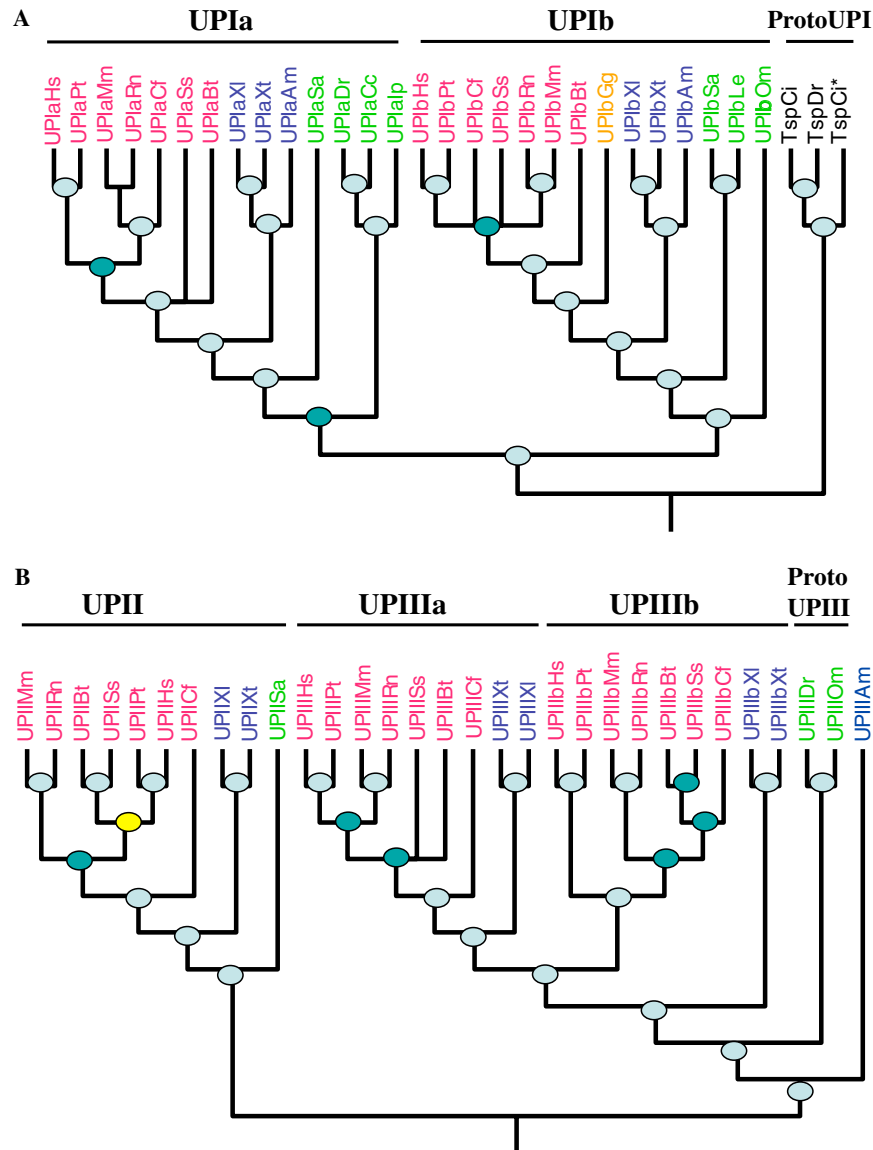 A
UPIa UPIb ProtoUPI
UPIaHs UPIaPt UPIaMm UPIaRn UPIaCf UPIaSs UPIaBt UPIaXl UPIaXt UPIaAm UPIaSa UPIaDr UPIaCc UPIaIp UPIbHs UPIbPt UPIbCf UPIbSs UPIbRn UPIbMm UPIbBt UPIbGg UPIbXl UPIbXt UPIbAm UPIbSa UPIbLe UPIbOm TspCi TspDr TspCi*
B
UPII UPIIIa UPIIIb Proto
UPIII
UPIIMm UPIIRn UPIIBt UPIISs UPIIPt UPIIHs UPIICf UPIIXl UPIIXt UPIISa UPIIIHs UPIIIPt UPIIIMm UPIIIRn UPIIISs UPIIIBt UPIIICf UPIIIXt UPIIIXl UPIIIbHs UPIIIbPt UPIIIbMm UPIIIbRn UPIIIbBt UPIIIbSs UPIIIbCf UPIIIbXl UPIIIbXt UPIIIDr UPIIIOm UPIIIAm